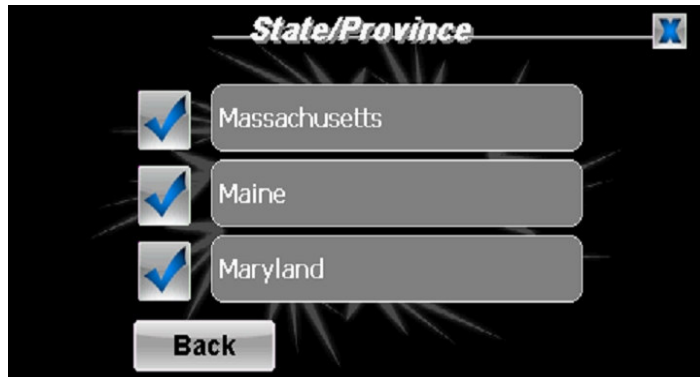 State/Province
X
Massachusetts
Maine
Maryland
Back